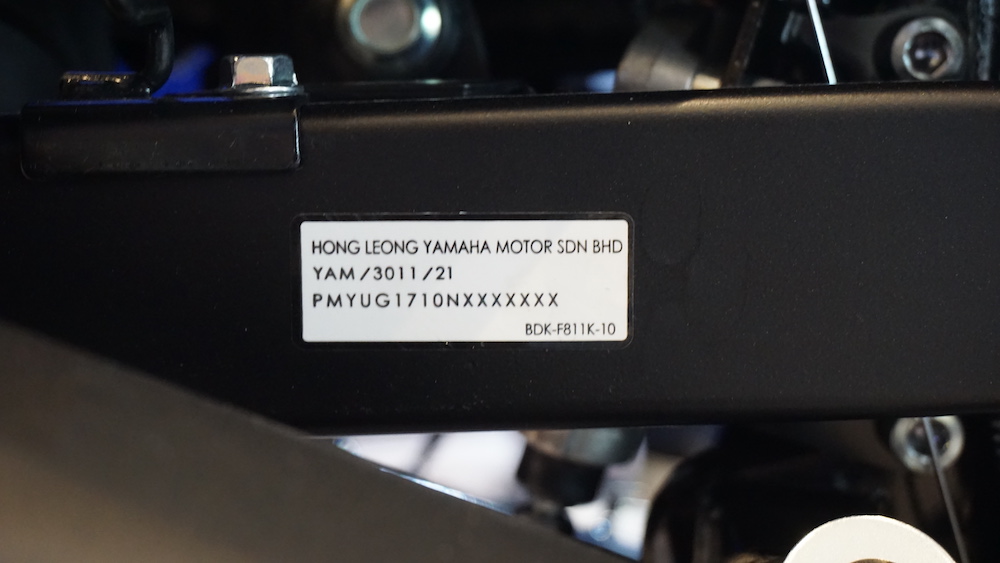 HONG LEONG YAMAHA MOTOR SDN BHD
YAM/3011/21
PMYUG1710NXXXXXXX
BDK-F811K-10